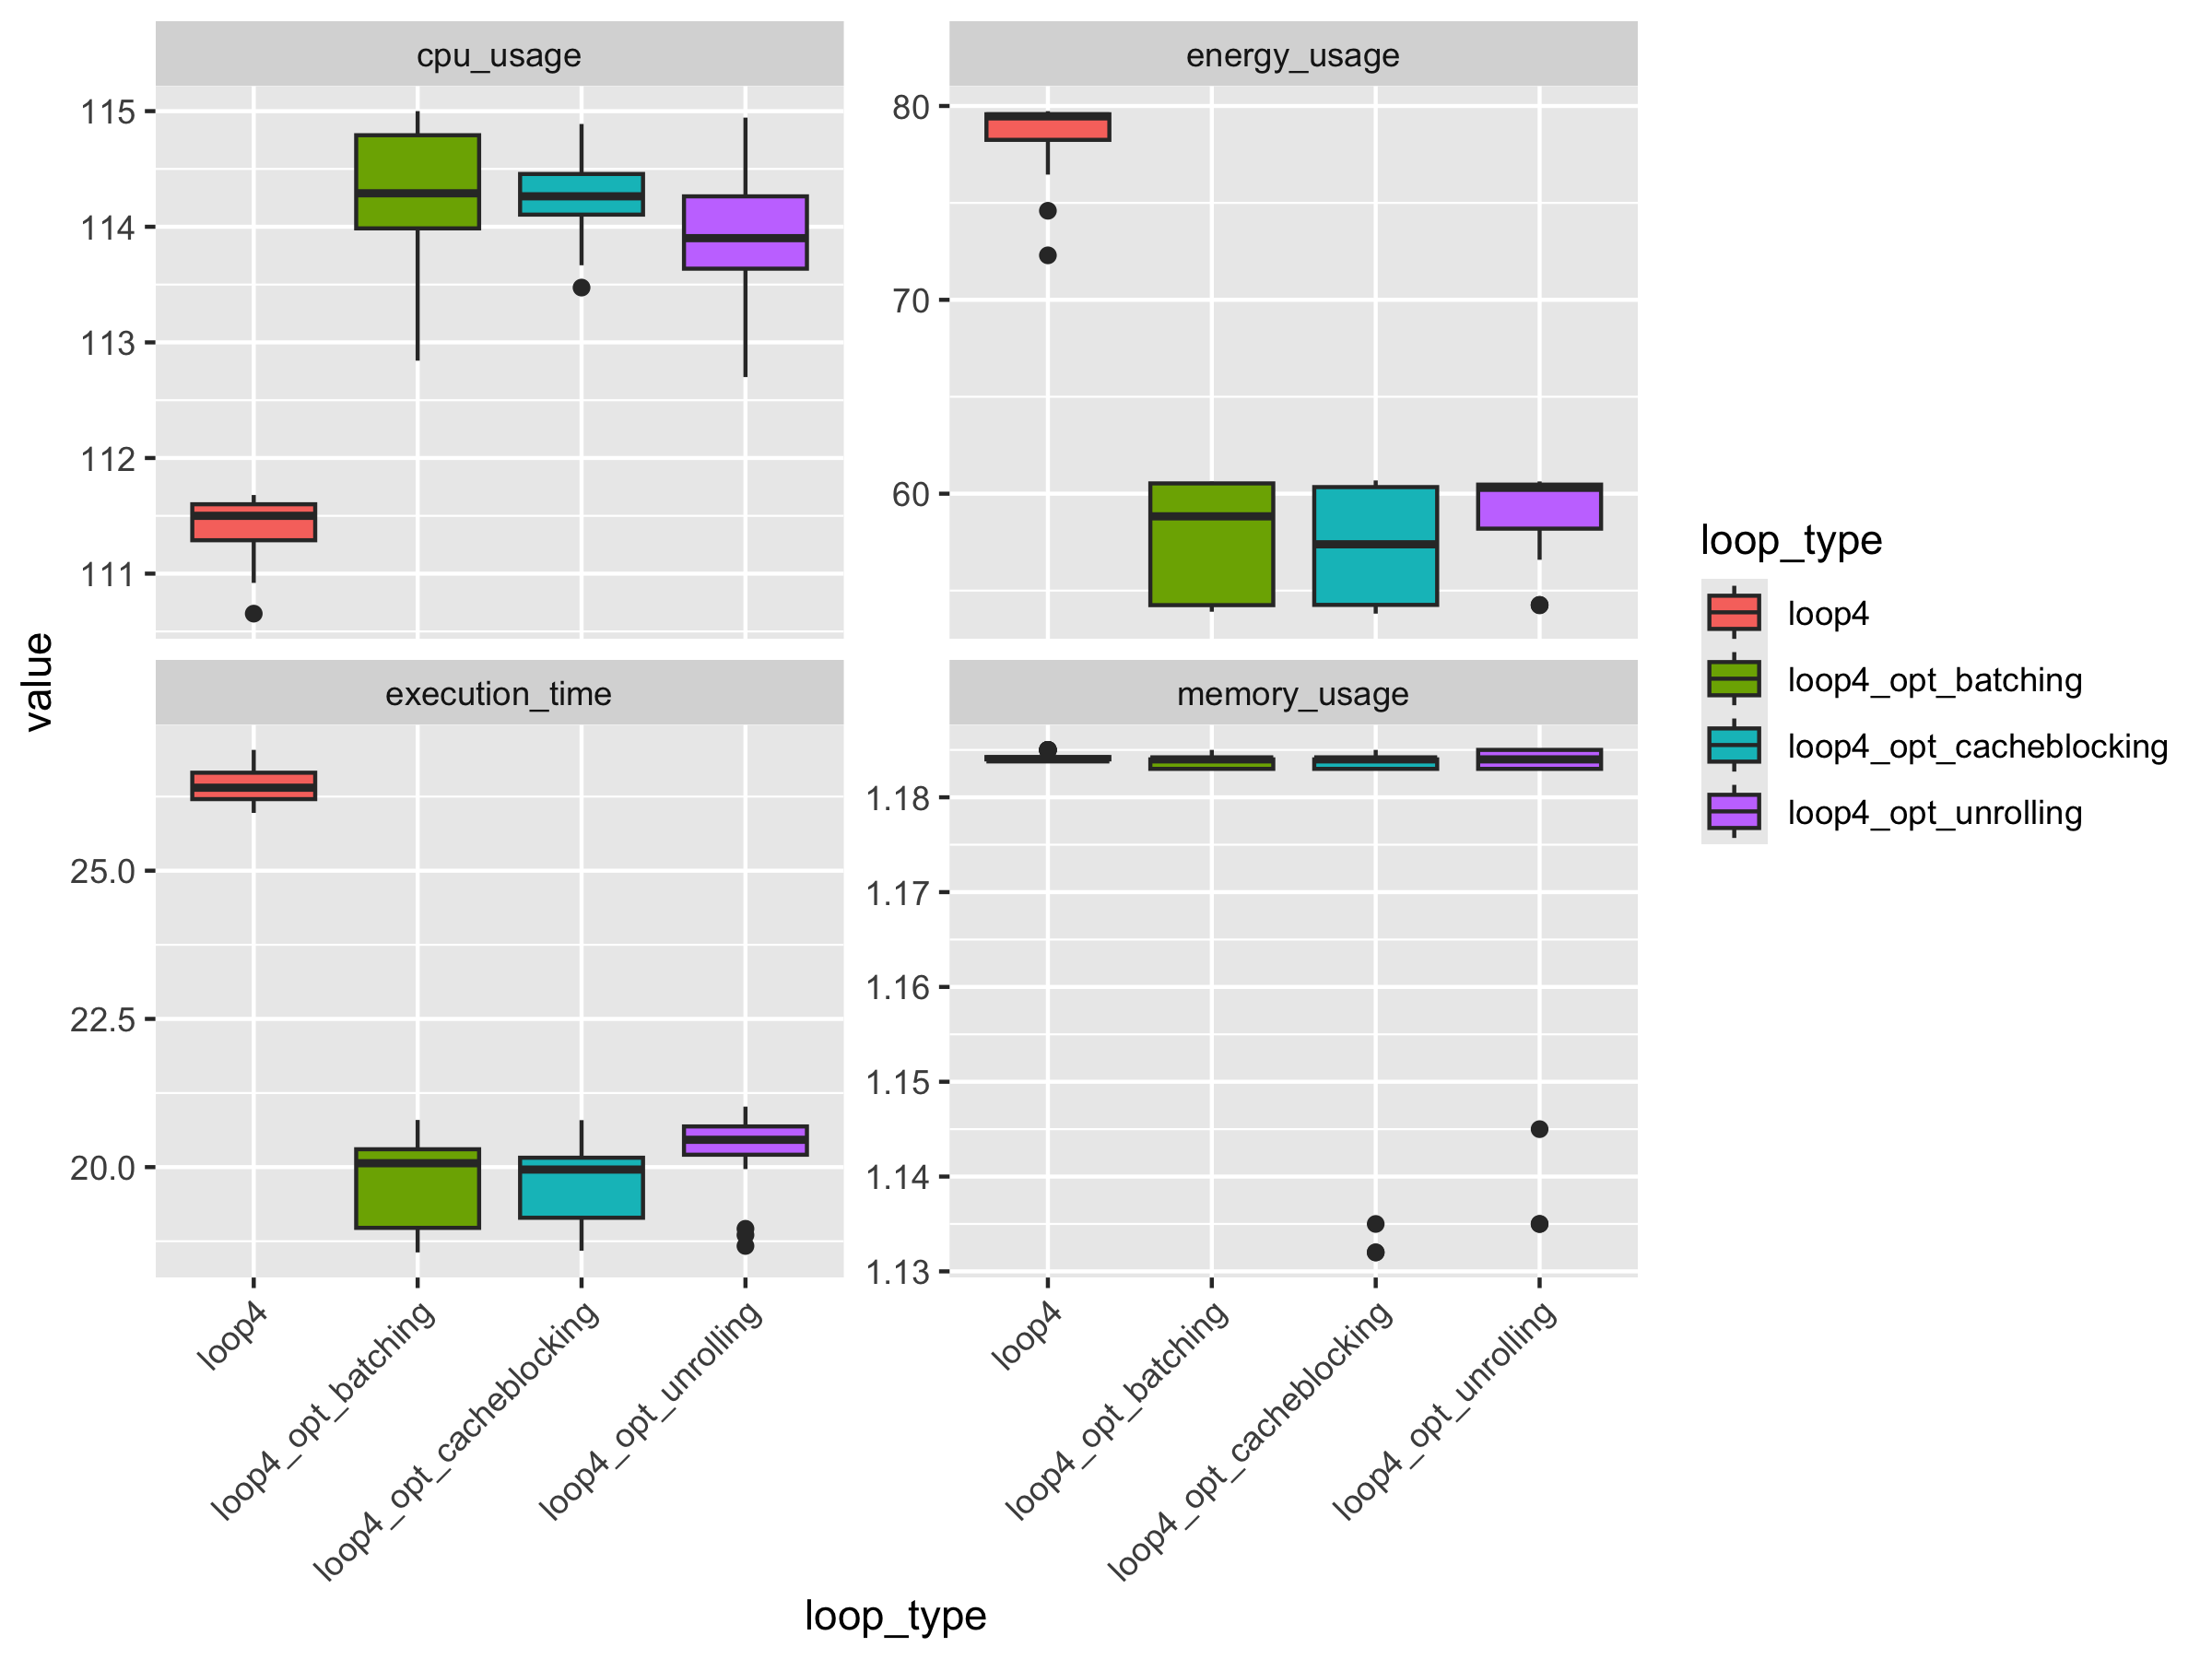 cpu_usage
energy_usage
115
114
113
112
111
80
70
60
execution_time
memory_usage
25.0
22.5
20.0
1.18
1.17
1.16
1.15
1.14
1.13
loop4
loop4_opt_batching
loop4_opt_cacheblocking
loop4_opt_unrolling
loop4
loop4_opt_batching
loop4_opt_cacheblocking
loop4_opt_unrolling
loop_type
value
loop_type
loop4
loop4_opt_batching
loop4_opt_cacheblocking
loop4_opt_unrolling